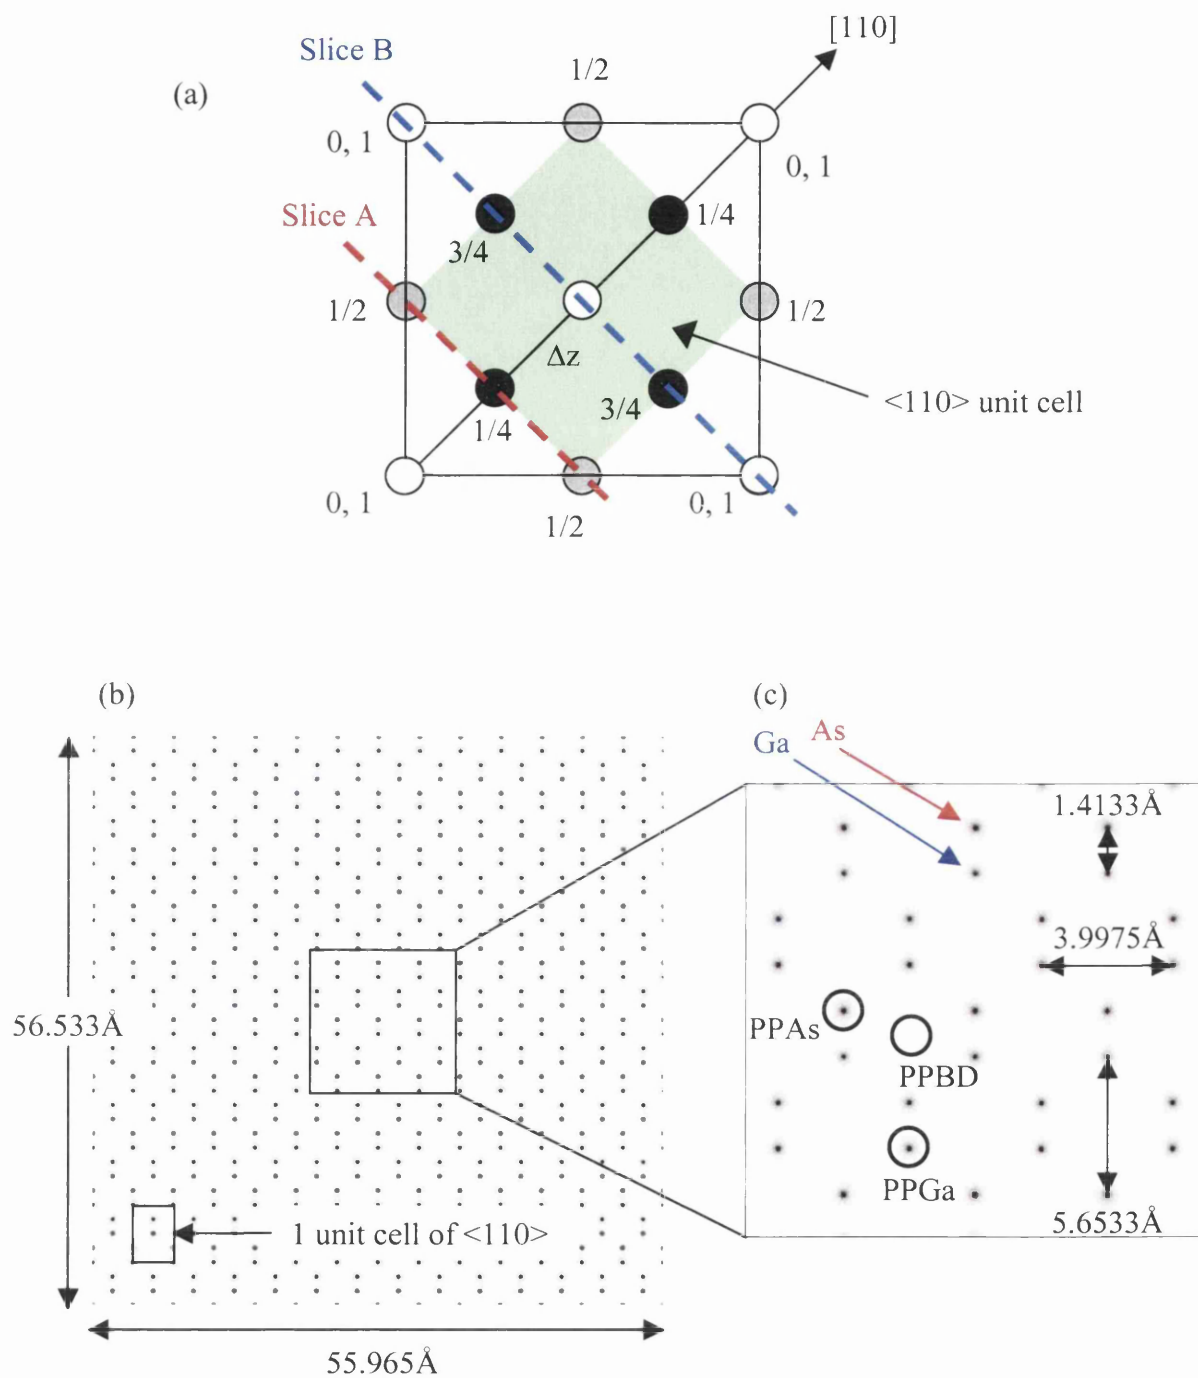 [110]
Slice B
1/2
(a)
0, 1
0, 1
Slice A
1/4
3/4
1/2
1/2
Δz
3/4
<110> unit cell
1/4
0, 1
0, 1
1/2
(b)
(c)
As
Ga
1.4133Å
3.9975Å
56.533Å
PPAs
PPBD
PPGa
1 unit cell of <110>
5.6533Å
55.965Å